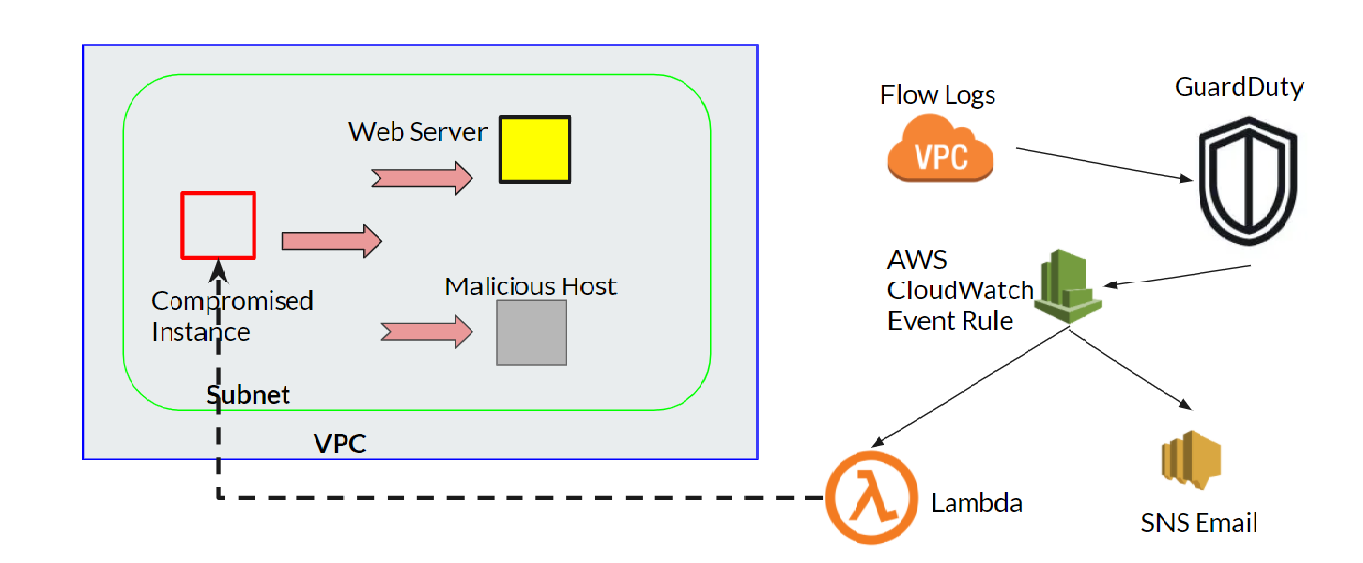 Web Server
Compromised
Instance
Malicious Host
Subnet
VPC
Flow Logs
VPC
GuardDuty
AWS
CloudWatch
Event Rule
Lambda
SNS Email